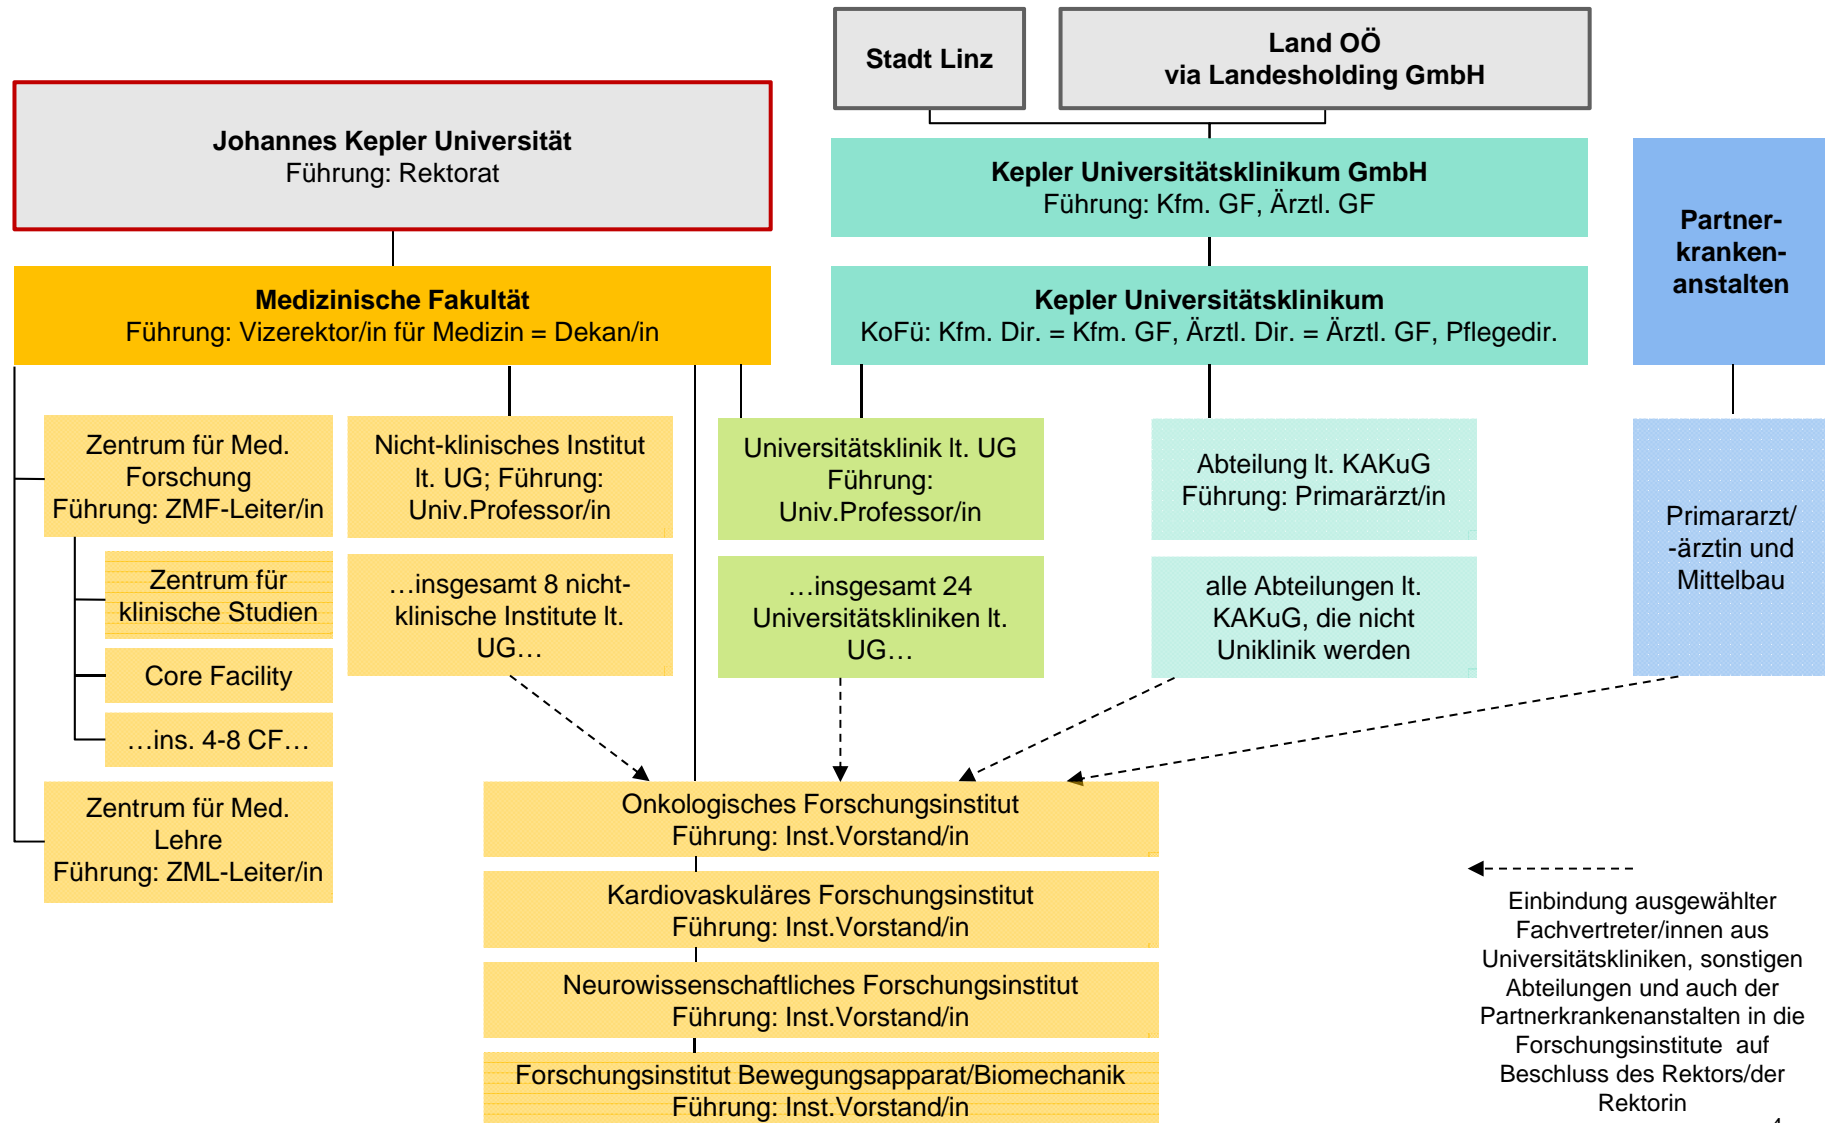 Stadt Linz
Land OÖ
via Landesholding GmbH
Johannes Kepler Universität
Führung: Rektorat
Kepler Universitätsklinikum GmbH
Führung: Kfm. GF, Ärztl. GF
Partner-
kranken-
anstalten
Medizinische Fakultät
Führung: Vizerektor/in für Medizin = Dekan/in
Kepler Universitätsklinikum
KoFü: Kfm. Dir. = Kfm. GF, Ärztl. Dir. = Ärztl. GF, Pflegedir.
Zentrum für Med.
Forschung
Führung: ZMF-Leiter/in
Nicht-klinisches Institut
lt. UG; Führung:
Univ.Professor/in
Universitätsklinik lt. UG
Führung:
Univ.Professor/in
Abteilung lt. KAKuG
Führung: Primarärzt/in
Primararzt/
-ärztin und
Mittelbau
Zentrum für
klinische Studien
…insgesamt 8 nicht-
klinische Institute lt.
UG…
…insgesamt 24
Universitätskliniken lt.
UG…
alle Abteilungen lt.
KAKuG, die nicht
Uniklinik werden
Core Facility
…ins. 4-8 CF…
Zentrum für Med.
Lehre
Führung: ZML-Leiter/in
Onkologisches Forschungsinstitut
Führung: Inst.Vorstand/in
Kardiovaskuläres Forschungsinstitut
Führung: Inst.Vorstand/in
Neurowissenschaftliches Forschungsinstitut
Führung: Inst.Vorstand/in
Forschungsinstitut Bewegungsapparat/Biomechanik
Führung: Inst.Vorstand/in
Einbindung ausgewählter
Fachvertreter/innen aus
Universitätskliniken, sonstigen
Abteilungen und auch der
Partnerkrankenanstalten in die
Forschungsinstitute auf
Beschluss des Rektors/der
Rektorin